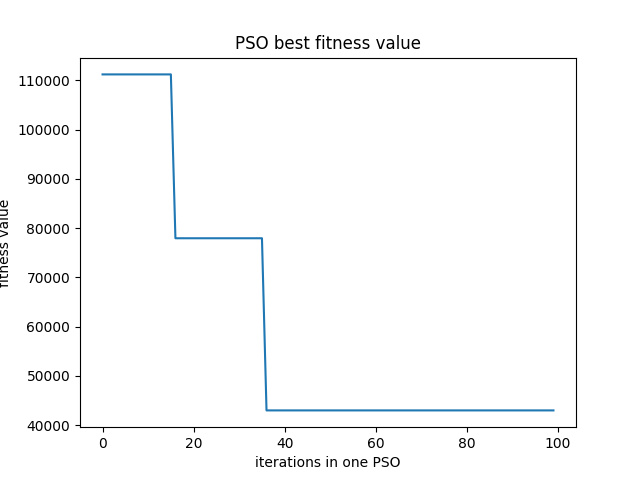 PSO best fitness value
110000
100000
90000
80000
70000
60000
50000
40000
fitness value
0 20 40 60 80 100
iterations in one PSO